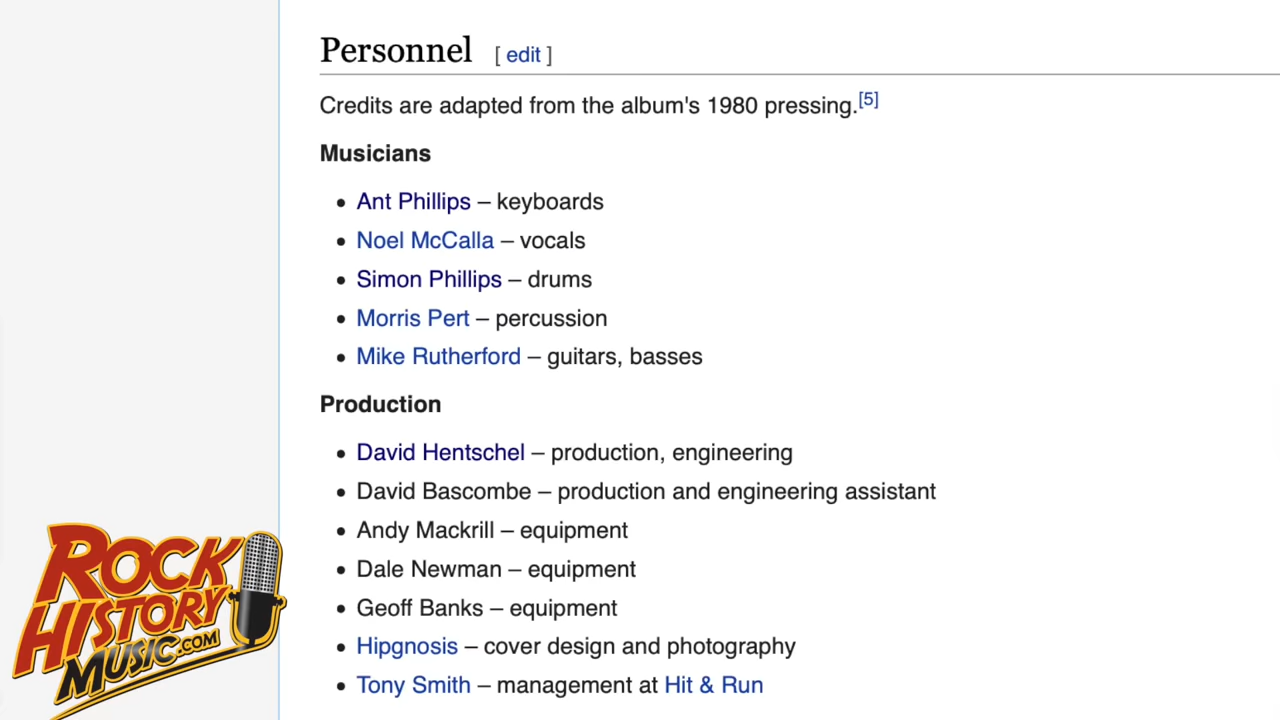 Personnel [ edit ]
Credits are adapted from the album's 1980 pressing.[5]
Musicians
• Ant Phillips – keyboards
• Noel McCalla – vocals
• Simon Phillips – drums
• Morris Pert – percussion
• Mike Rutherford – guitars, basses
Production
• David Hentschel – production, engineering
• David Bascombe – production and engineering assistant
• Andy Mackrill – equipment
• Dale Newman – equipment
• Geoff Banks – equipment
• Hipgnosis – cover design and photography
• Tony Smith – management at Hit & Run
ROCK
HISTORY
MUSIC.COM